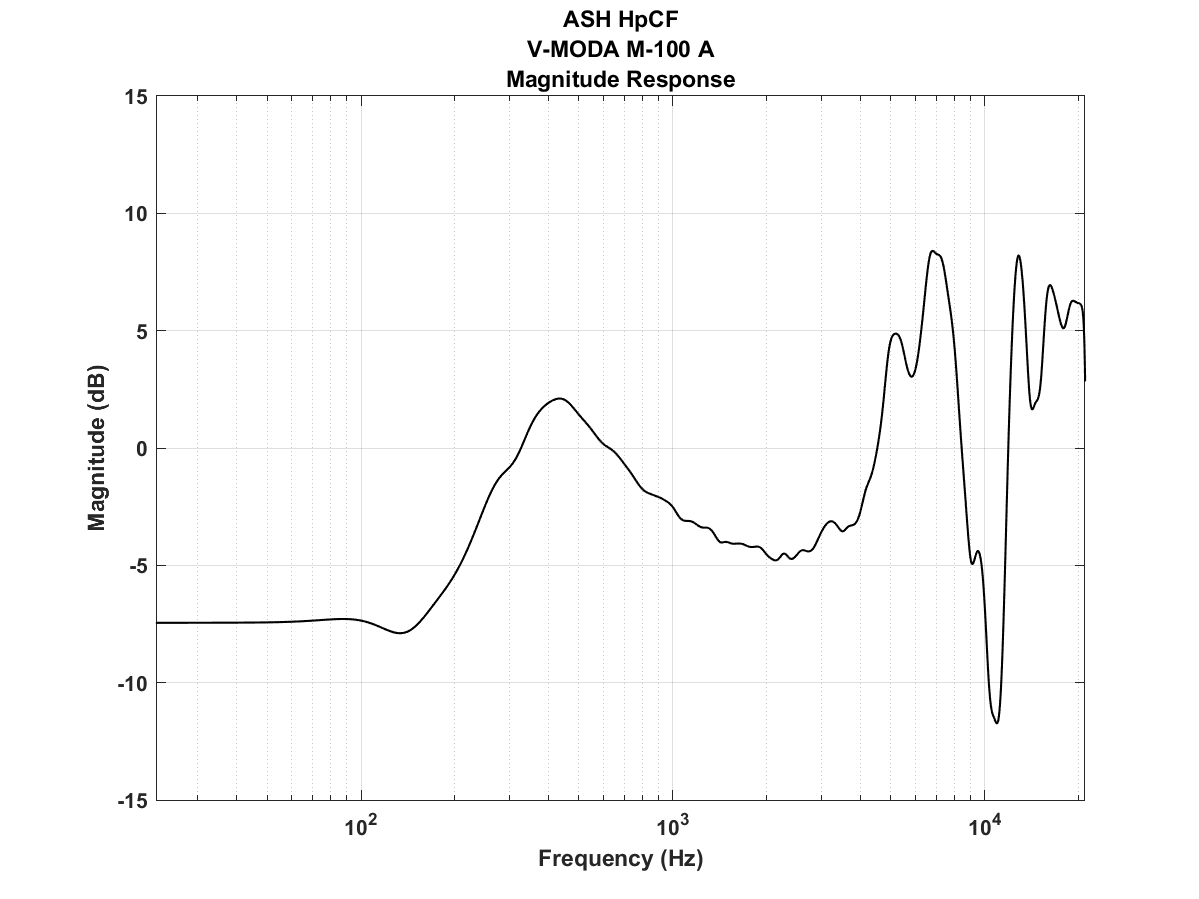 ASH HpCF
V-MODA M-100 A
Magnitude Response
15
10
5
0
-5
-10
-15
Magnitude (dB)
10²
10³
10⁴
Frequency (Hz)